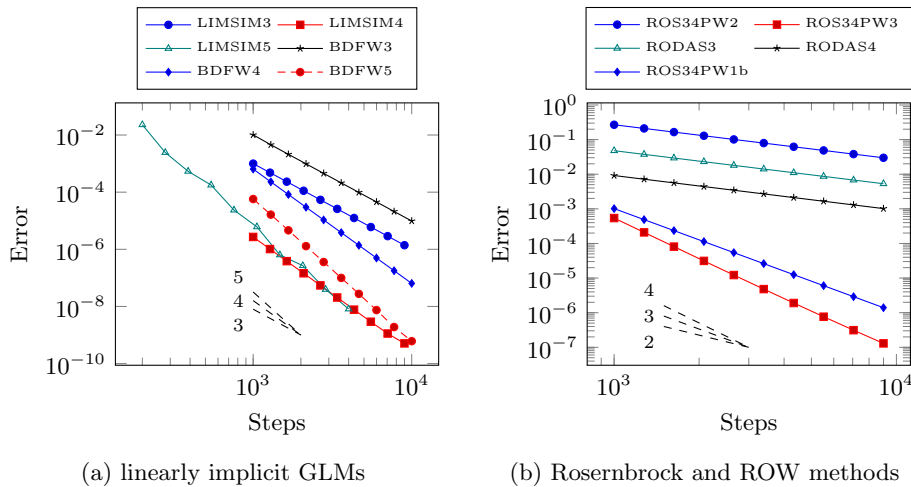 LIMSIM3 LIMSIM4
LIMSIM5 BDFW3
BDFW4 BDFW5
10^−2
10^−4
10^−6
10^−8
10^−10
Error
5
4
3
10^3 10^4
Steps
(a) linearly implicit GLMs
ROS34PW2 ROS34PW3
RODAS3 RODAS4
ROS34PW1b
10^0
10^−1
10^−2
10^−3
10^−4
10^−5
10^−6
10^−7
Error
4
3
2
10^3 10^4
Steps
(b) Rosernbrock and ROW methods